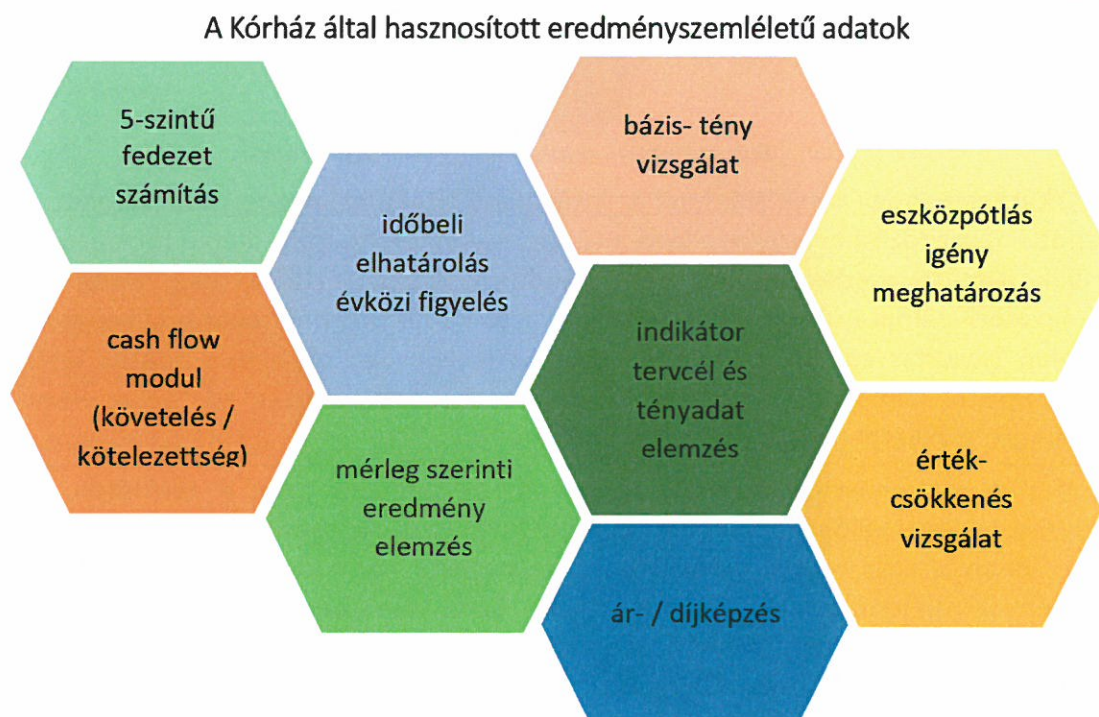 A Kórház által hasznosított eredményszemléletű adatok
5-szintű
fedezet
számítás
időbeli
elhatárolás
évközi figyelés
bázis- tény
vizsgálat
eszközpótlás
igény
meghatározás
cash flow
modul
(követelés /
kötelezettség)
mérleg szerinti
eredmény
elemzés
indikátor
tervcél és
tényadat
elemzés
érték-
csökkenés
vizsgálat
ár- / díjképzés